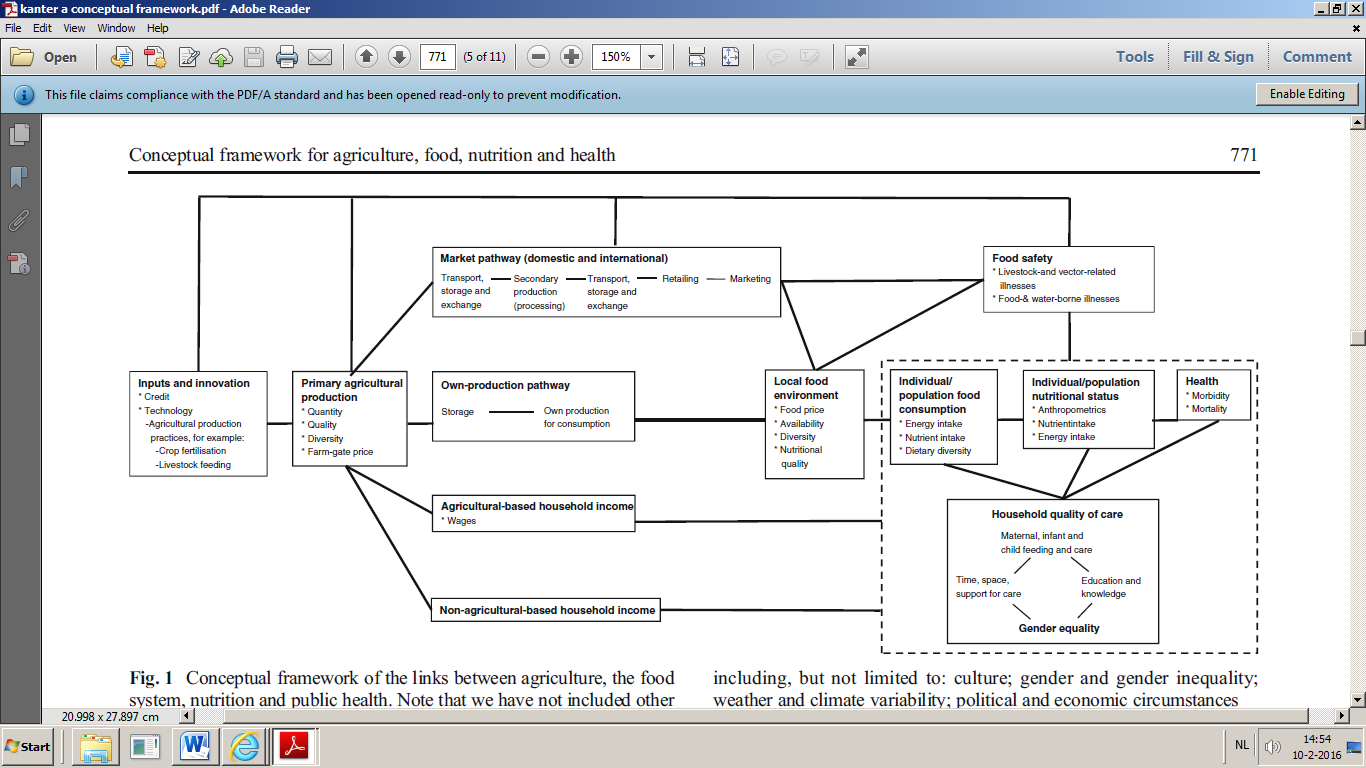 kanter a conceptual framework.pdf - Adobe Reader
File Edit View Window Help
Open 771 (5 of 11) 150% Tools Fill & Sign Comment
This file claims compliance with the PDF/A standard and has been opened read-only to prevent modification. Enable Editing
Conceptual framework for agriculture, food, nutrition and health 771
Market pathway (domestic and international)
Transport,
storage and
exchange
Secondary
production
(processing)
Transport,
storage and
exchange
Retailing
Marketing
Food safety
* Livestock-and vector-related
illnesses
* Food-& water-borne illnesses
Inputs and innovation
* Credit
* Technology
-Agricultural production
practices, for example:
-Crop fertilisation
-Livestock feeding
Primary agricultural
production
* Quantity
* Quality
* Diversity
* Farm-gate price
Own-production pathway
Storage
Own production
for consumption
Local food
environment
* Food price
* Availability
* Diversity
* Nutritional
quality
Individual/
population food
consumption
* Energy intake
* Nutrient intake
* Dietary diversity
Individual/population
nutritional status
* Anthropometrics
* Nutrientintake
* Energy intake
Health
* Morbidity
* Mortality
Agricultural-based household income
* Wages
Non-agricultural-based household income
Household quality of care
Maternal, infant and
child feeding and care
Time, space,
support for care
Education and
knowledge
Gender equality
Fig. 1 Conceptual framework of the links between agriculture, the food
system, nutrition and public health. Note that we have not included other
including, but not limited to: culture; gender and gender inequality;
weather and climate variability; political and economic circumstances
20.998 x 27.897 cm
Start NL 14:54
10-2-2016